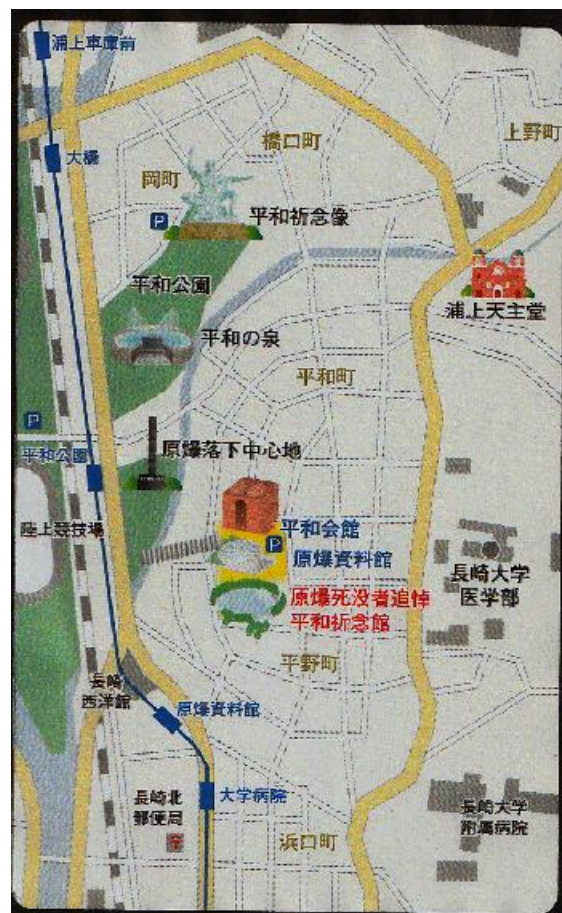 浦上車庫前
大橋
橋口町
上野町
岡町
P
平和祈念像
平和公園
浦上天主堂
平和の泉
平和町
P
原爆落下中心地
平和公園
陸上競技場
平和会館
P
原爆資料館
長崎大学
医学部
原爆死没者追悼
平和祈念館
平野町
長崎
西洋館
原爆資料館
大学病院
長崎北
郵便局
〒
長崎大学
附属病院
浜口町